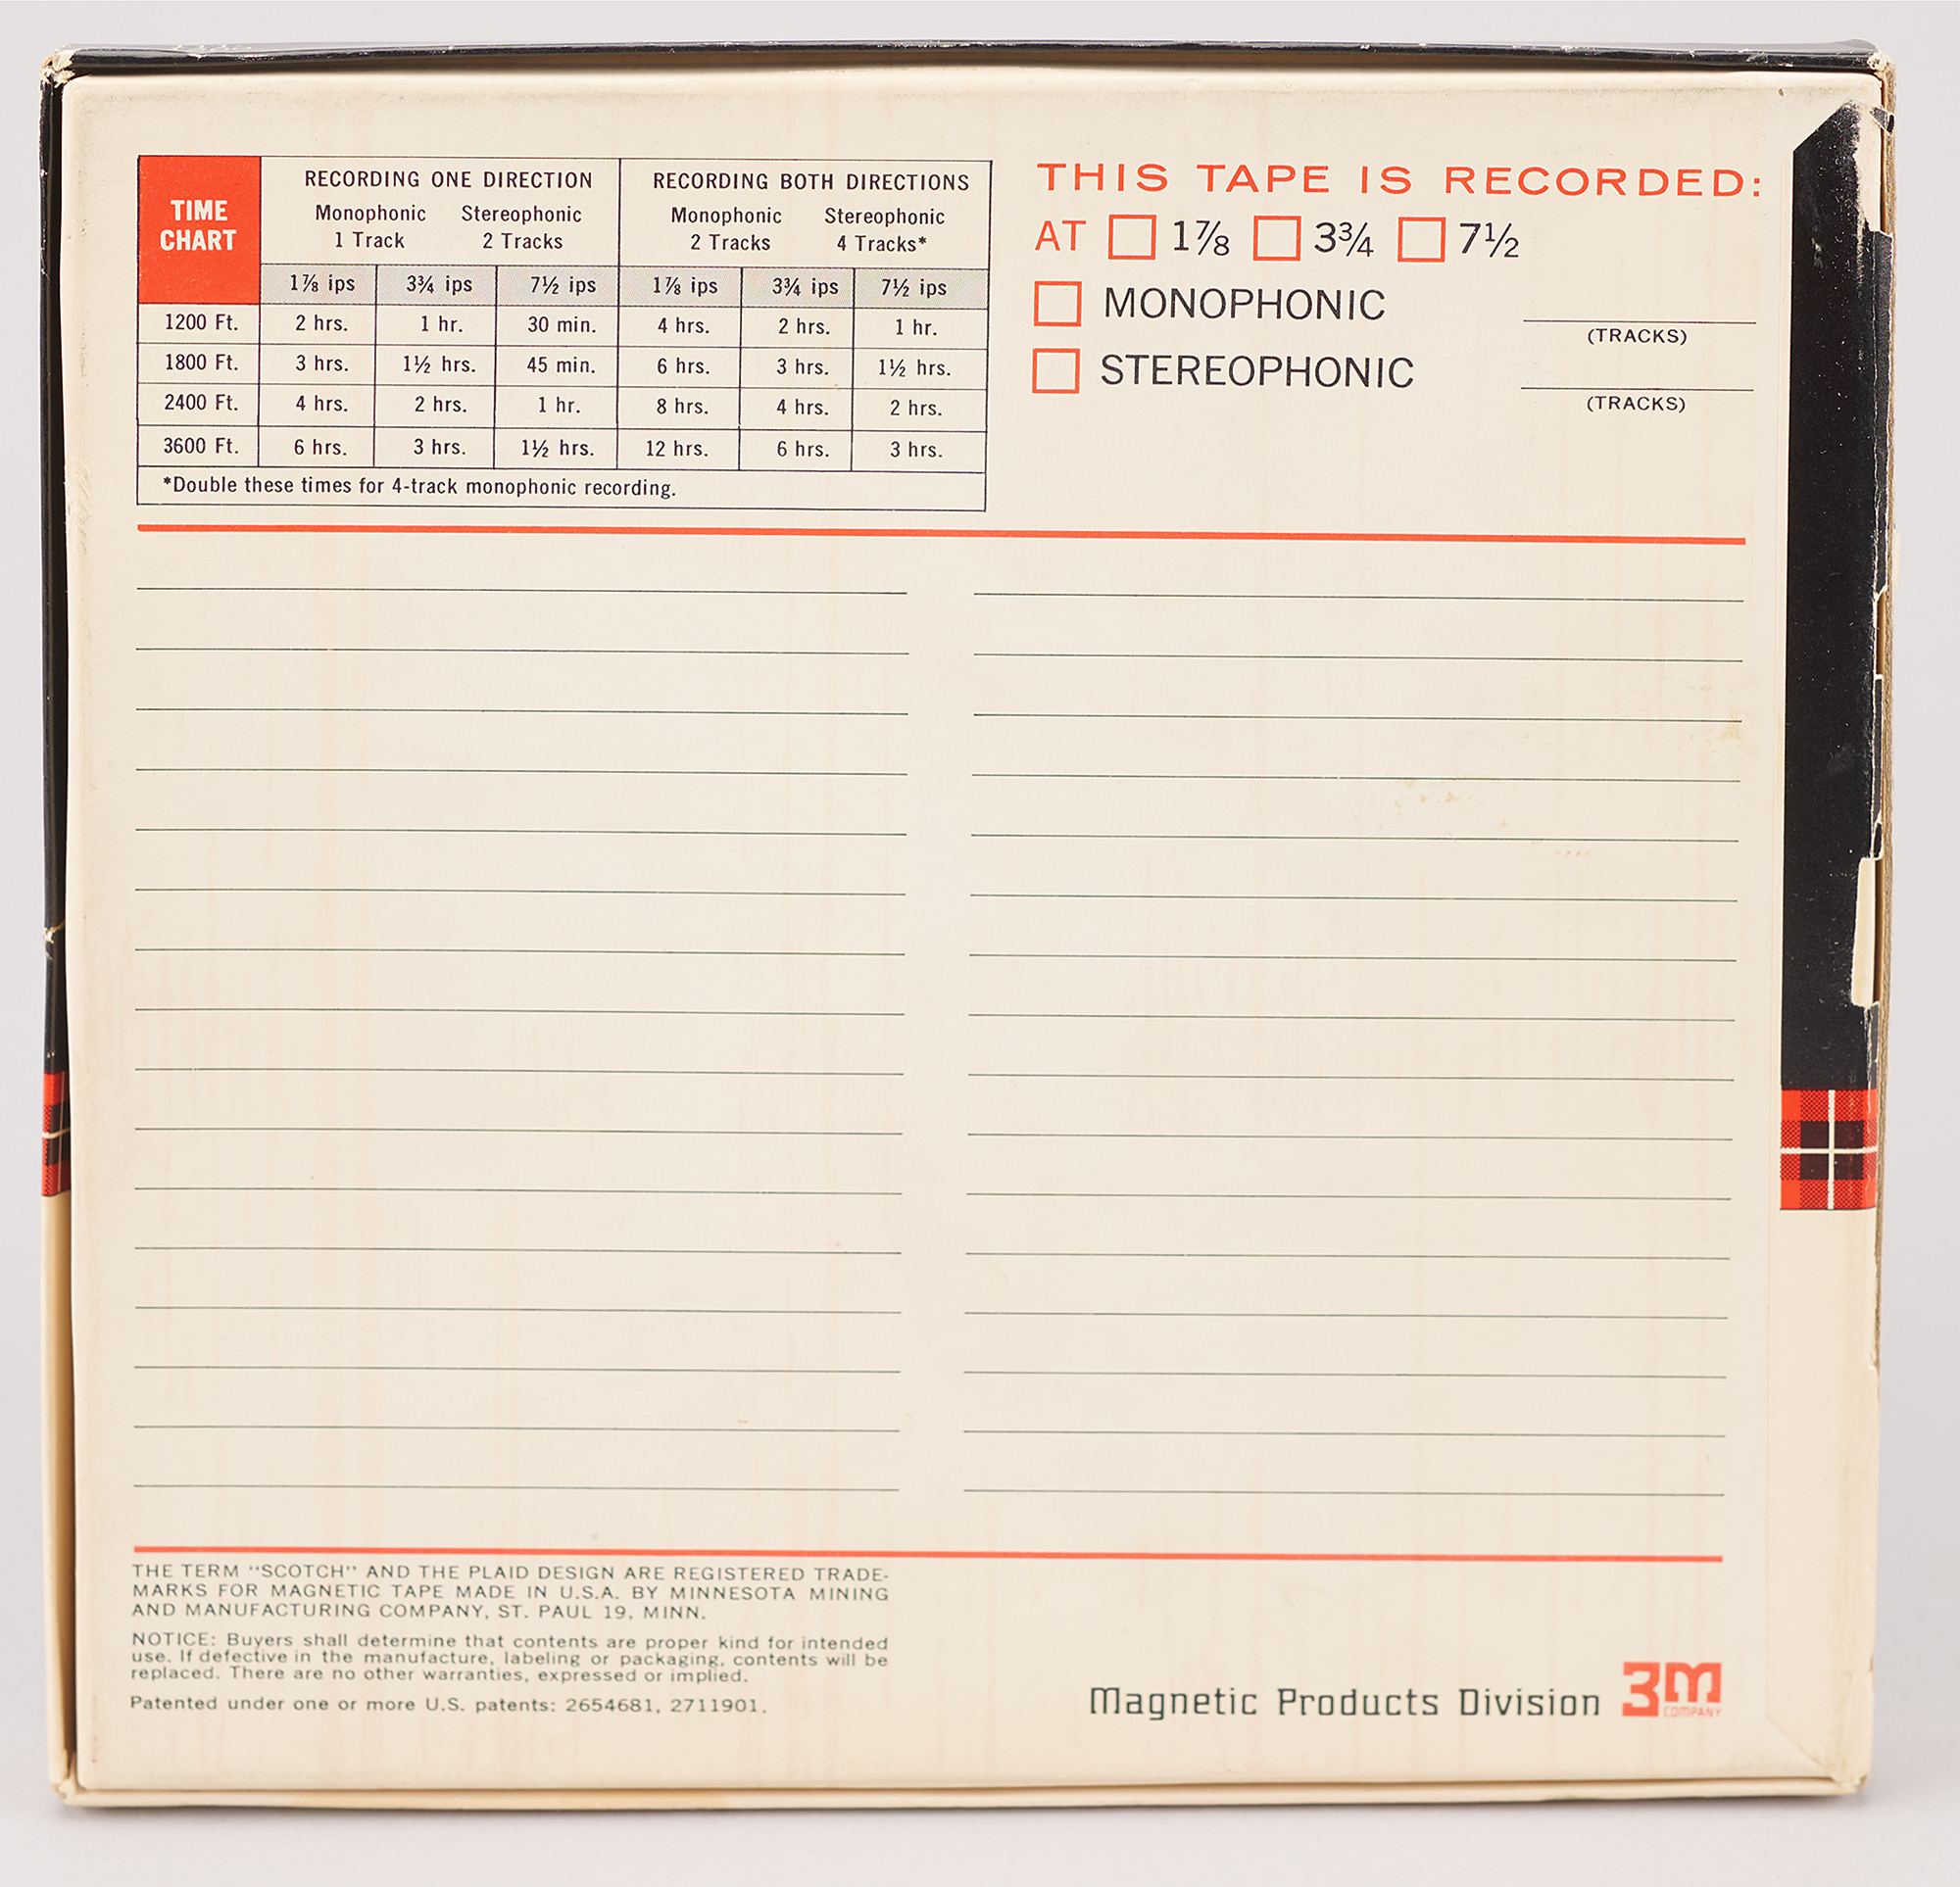 TIME CHART
RECORDING ONE DIRECTION RECORDING BOTH DIRECTIONS
Monophonic Stereophonic Monophonic Stereophonic
1 Track 2 Tracks 2 Tracks 4 Tracks*
1⅞ ips 3¾ ips 7½ ips 1⅞ ips 3¾ ips 7½ ips
1200 Ft. 2 hrs. 1 hr. 30 min. 4 hrs. 2 hrs. 1 hr.
1800 Ft. 3 hrs. 1½ hrs. 45 min. 6 hrs. 3 hrs. 1½ hrs.
2400 Ft. 4 hrs. 2 hrs. 1 hr. 8 hrs. 4 hrs. 2 hrs.
3600 Ft. 6 hrs. 3 hrs. 1½ hrs. 12 hrs. 6 hrs. 3 hrs.
*Double these times for 4-track monophonic recording.
THIS TAPE IS RECORDED:
AT 1⅞ 3¾ 7½
MONOPHONIC
(TRACKS)
STEREOPHONIC
(TRACKS)
THE TERM "SCOTCH" AND THE PLAID DESIGN ARE REGISTERED TRADE-
MARKS FOR MAGNETIC TAPE MADE IN U.S.A. BY MINNESOTA MINING
AND MANUFACTURING COMPANY, ST. PAUL 19, MINN.
NOTICE: Buyers shall determine that contents are proper kind for intended
use. If defective in the manufacture, labeling or packaging, contents will be
replaced. There are no other warranties, expressed or implied.
Patented under one or more U.S. patents: 2654681, 2711901.
Magnetic Products Division 3M
COMPANY